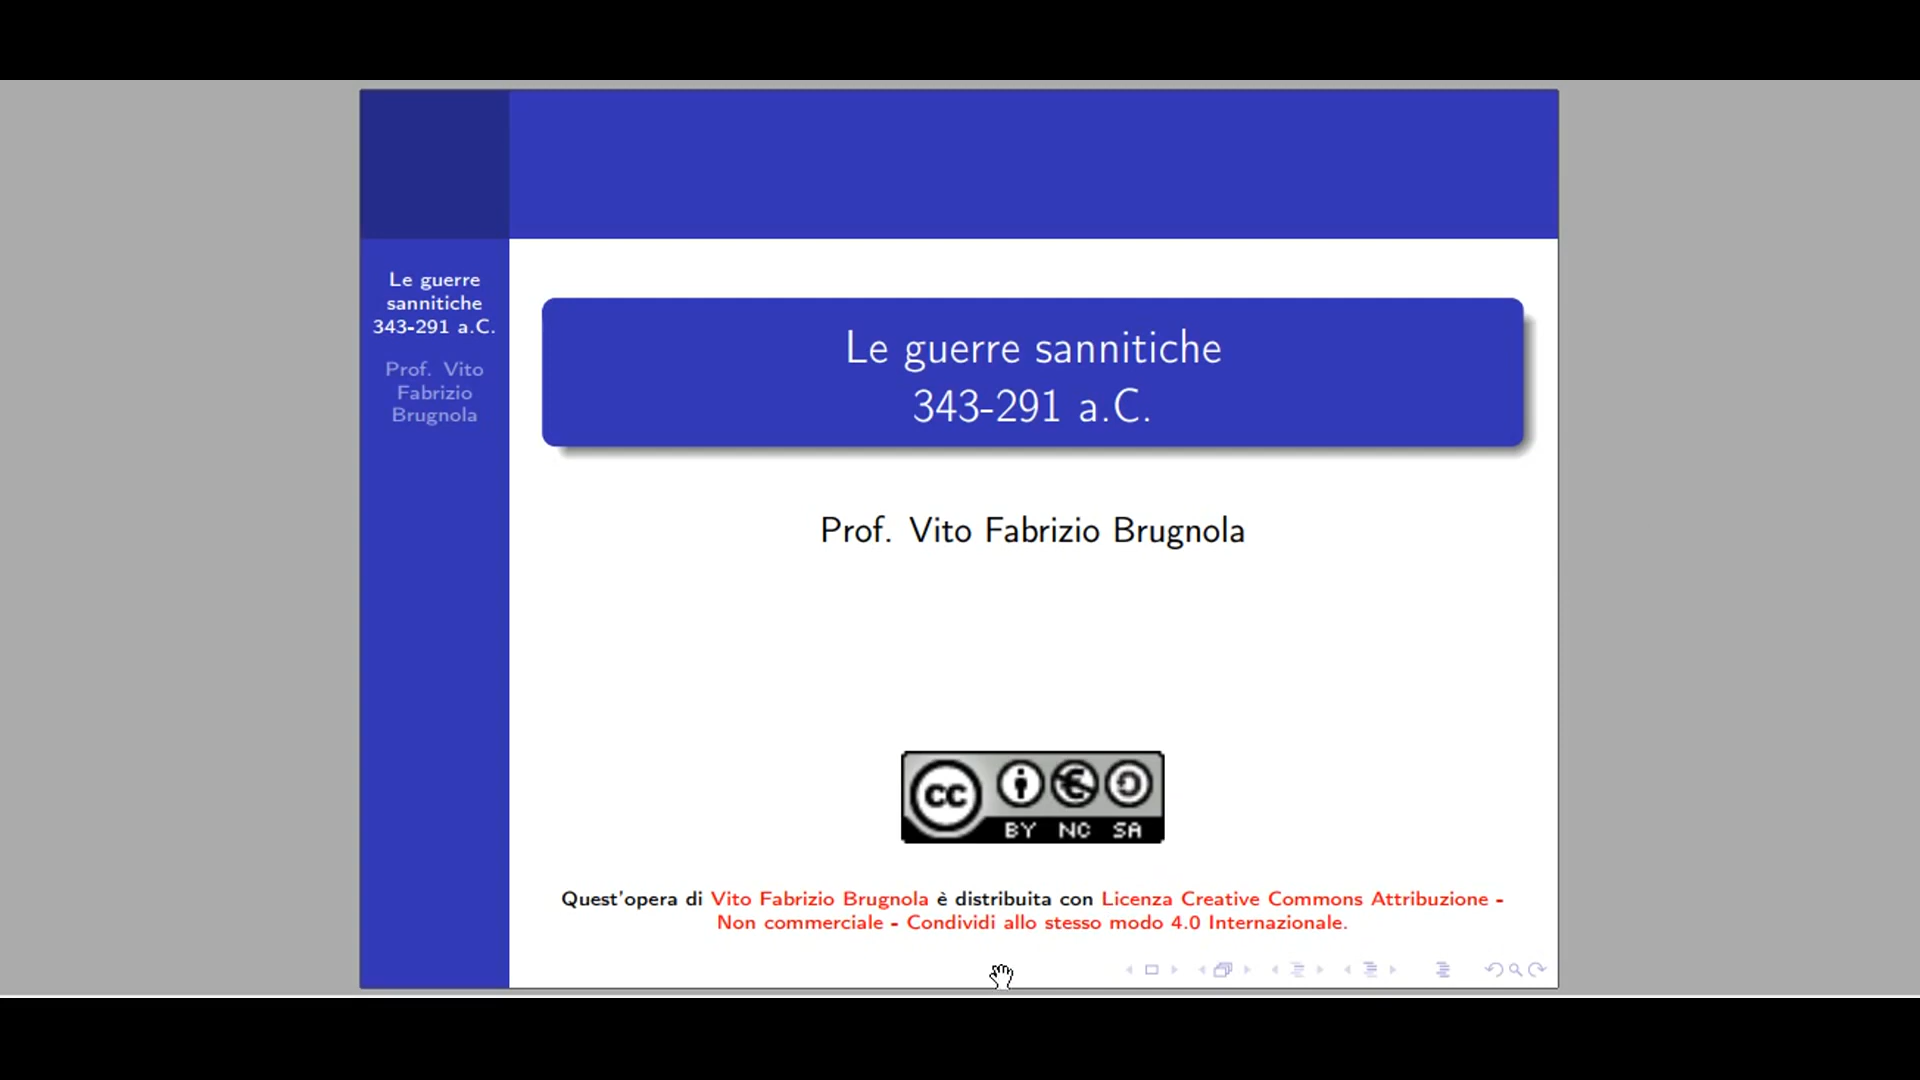 Le guerre
sannitiche
343-291 a.C.
Prof. Vito
Fabrizio
Brugnola
Le guerre sannitiche
343-291 a.C.
Prof. Vito Fabrizio Brugnola
cc
BY NC SA
Quest'opera di Vito Fabrizio Brugnola è distribuita con Licenza Creative Commons Attribuzione -
Non commerciale - Condividi allo stesso modo 4.0 Internazionale.